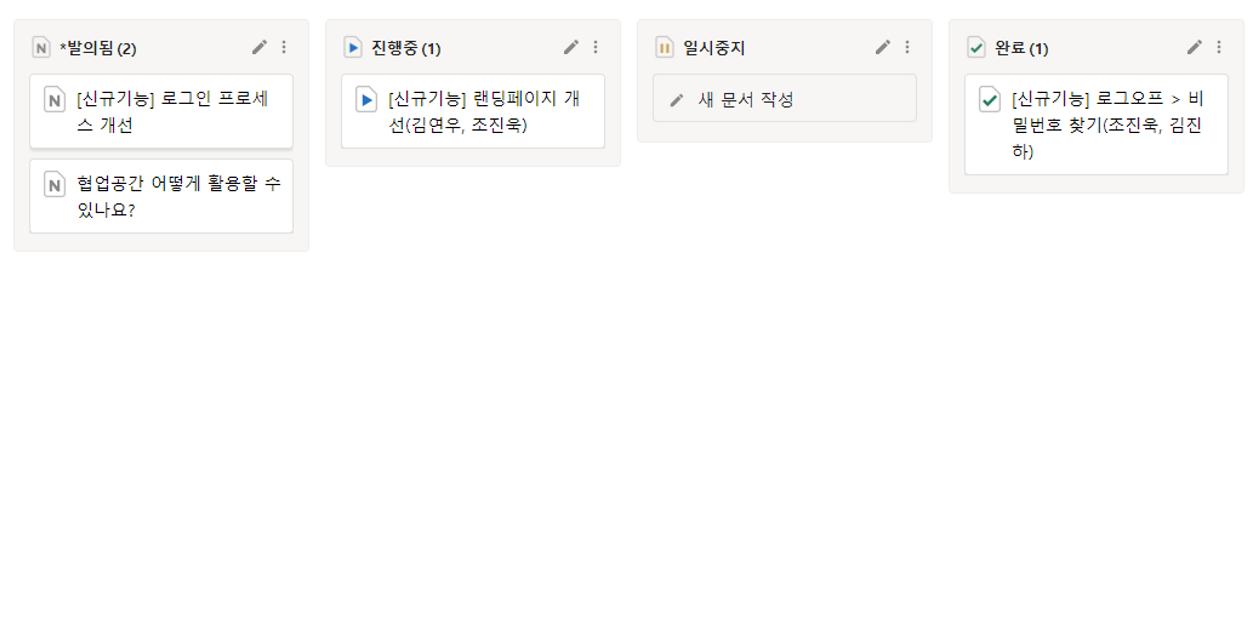 *발의됨 (2)
[신규기능] 로그인 프로세
스 개선
협업공간 어떻게 활용할 수
있나요?
진행중 (1)
[신규기능] 랜딩페이지 개
선(김연우, 조진욱)
일시중지
새 문서 작성
완료 (1)
[신규기능] 로그오프 > 비
밀번호 찾기(조진욱, 김진
하)